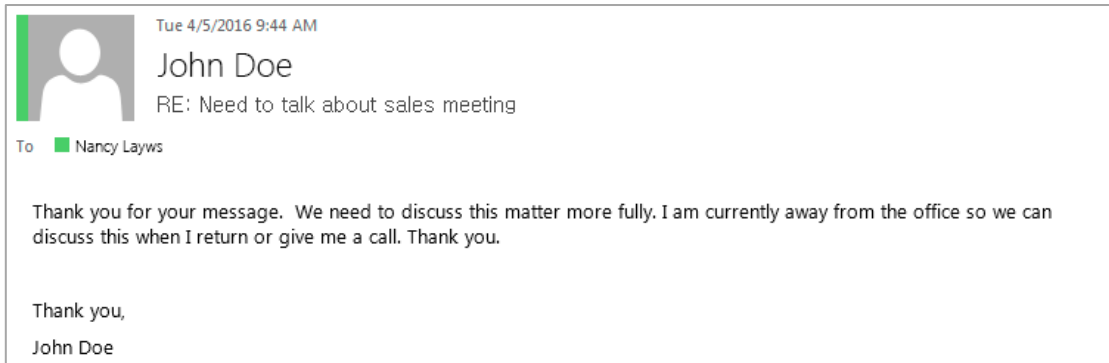 Tue 4/5/2016 9:44 AM
John Doe
RE: Need to talk about sales meeting
To Nancy Layws
Thank you for your message.  We need to discuss this matter more fully. I am currently away from the office so we can
discuss this when I return or give me a call. Thank you.
Thank you,
John Doe